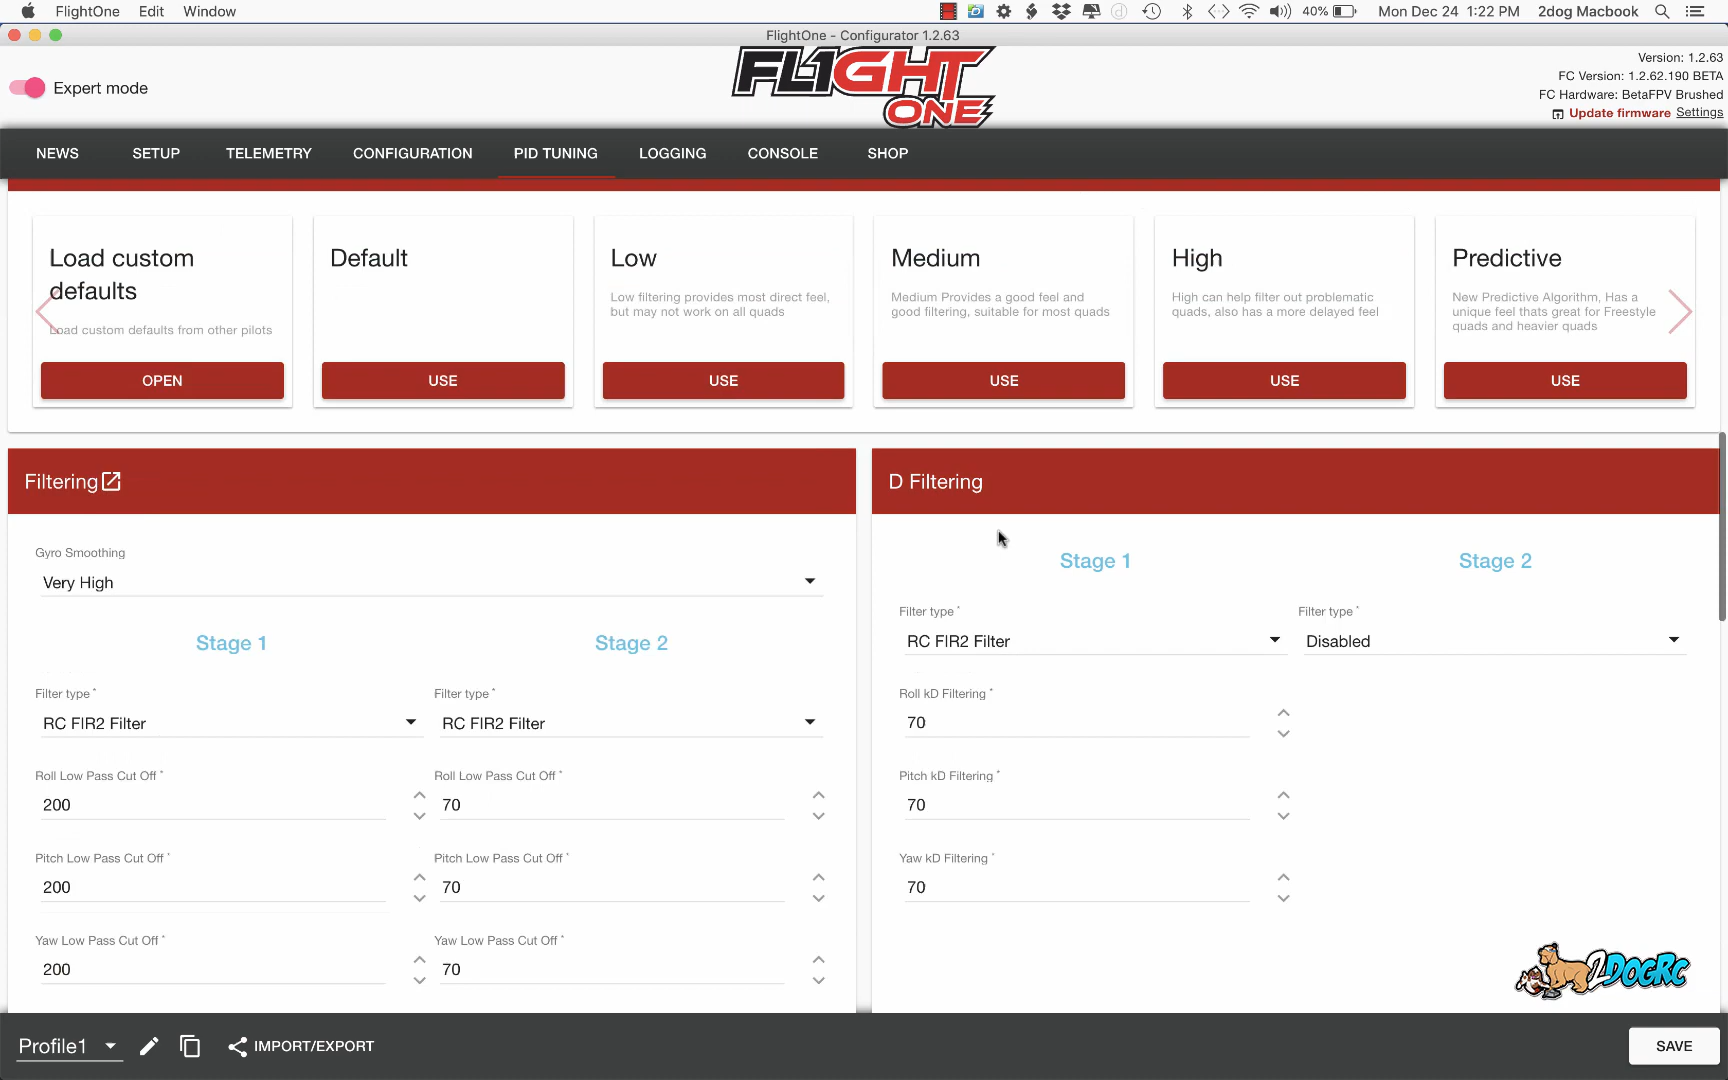 FlightOne Edit Window 40% Mon Dec 24 1:22 PM 2dog Macbook
FlightOne - Configurator 1.2.63
Expert mode
FL1GHT
ONE
Version: 1.2.63
FC Version: 1.2.62.190 BETA
FC Hardware: BetaFPV Brushed
Update firmware Settings
NEWS SETUP TELEMETRY CONFIGURATION PID TUNING LOGGING CONSOLE SHOP
Load custom
defaults
Load custom defaults from other pilots
OPEN
Default
USE
Low
Low filtering provides most direct feel,
but may not work on all quads
USE
Medium
Medium Provides a good feel and
good filtering, suitable for most quads
USE
High
High can help filter out problematic
quads, also has a more delayed feel
USE
Predictive
New Predictive Algorithm, Has a
unique feel thats great for Freestyle
quads and heavier quads
USE
Filtering
Gyro Smoothing
Very High
Stage 1 Stage 2
Filter type * Filter type *
RC FIR2 Filter RC FIR2 Filter
Roll Low Pass Cut Off * Roll Low Pass Cut Off *
200 70
Pitch Low Pass Cut Off * Pitch Low Pass Cut Off *
200 70
Yaw Low Pass Cut Off * Yaw Low Pass Cut Off *
200 70
D Filtering
Stage 1 Stage 2
Filter type * Filter type *
RC FIR2 Filter Disabled
Roll kD Filtering *
70
Pitch kD Filtering *
70
Yaw kD Filtering *
70
2DOGRC
Profile1 IMPORT/EXPORT SAVE